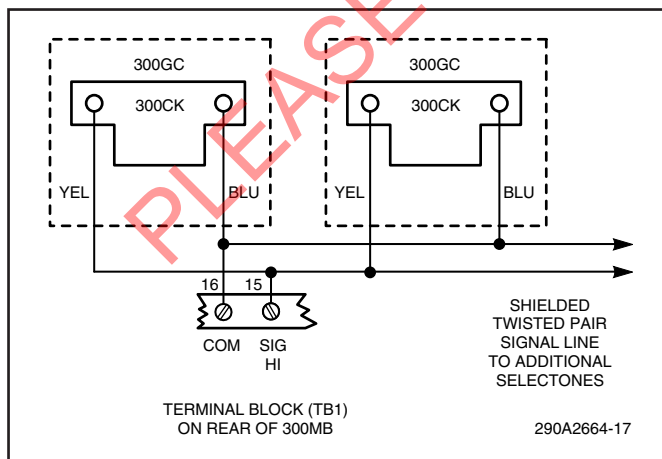 PLEASE
300GC
300GC
300CK
300CK
YEL
BLU
YEL
BLU
16
15
COM
SIG
HI
SHIELDED
TWISTED PAIR
SIGNAL LINE
TO ADDITIONAL
SELECTONES
TERMINAL BLOCK (TB1)
ON REAR OF 300MB
290A2664-17